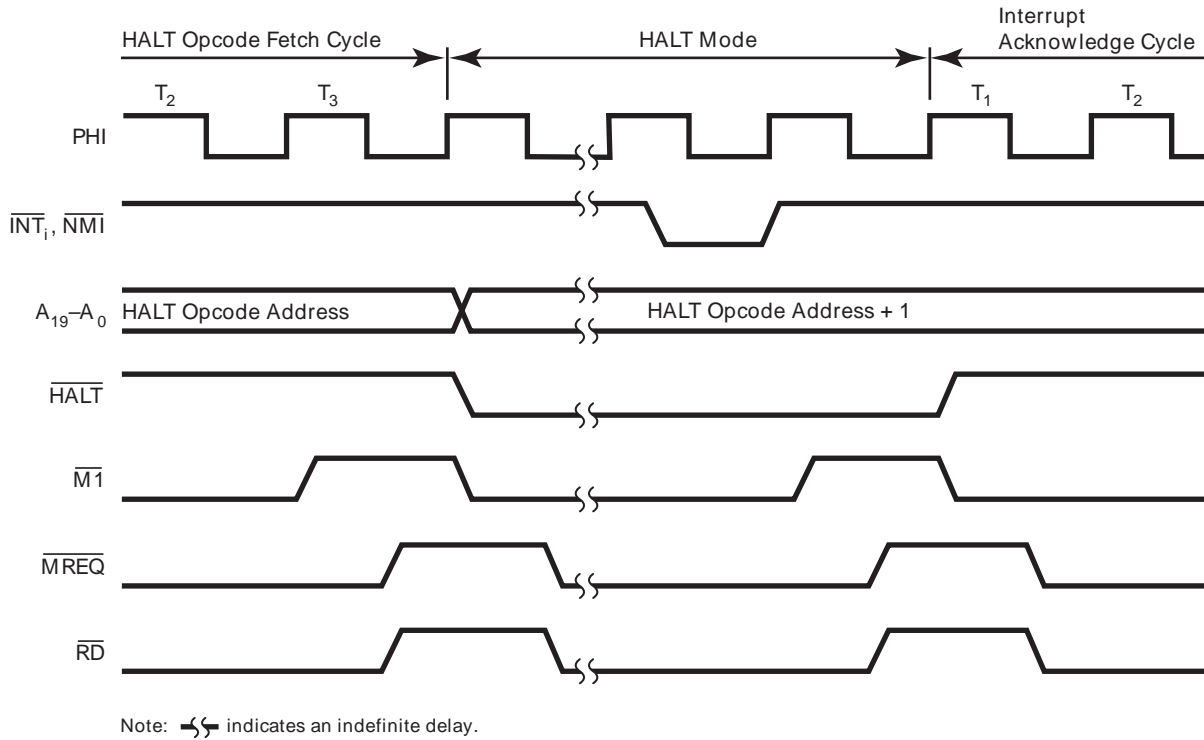 HALT Opcode Fetch Cycle
HALT Mode
Interrupt
Acknowledge Cycle
T2
T3
T1
T2
PHI
INTi, NMI
A19–A0
HALT Opcode Address
HALT Opcode Address + 1
HALT
M1
MREQ
RD
Note: indicates an indefinite delay.